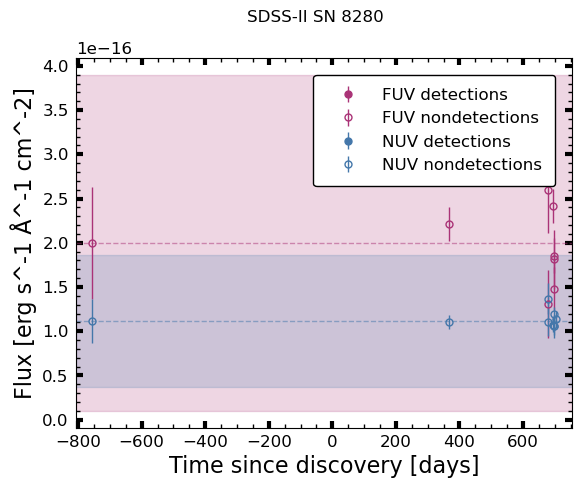 SDSS-II SN 8280
1e−16
4.0
3.5
3.0
2.5
2.0
1.5
1.0
0.5
0.0
Flux [erg s^-1 Å^-1 cm^-2]
FUV detections
FUV nondetections
NUV detections
NUV nondetections
−800 −600 −400 −200 0 200 400 600
Time since discovery [days]